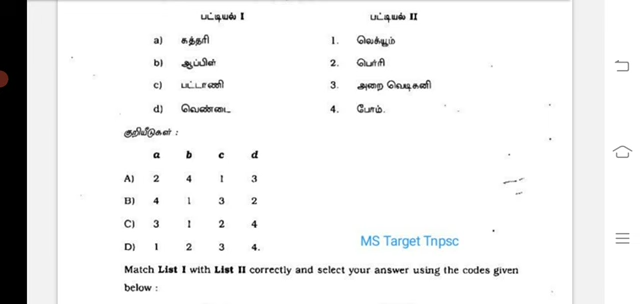 பட்டியல் I பட்டியல் II
a) கத்தரி 1. லெக்யூம்
b) ஆப்பிள் 2. பெர்ரி
c) பட்டாணி 3. அறை வெடிகனி
d) வெண்டை 4. போம்.
குறியீடுகள் :
a b c d
A) 2 4 1 3
B) 4 1 3 2
C) 3 1 2 4
D) 1 2 3 4.
MS Target Tnpsc
Match List I with List II correctly and select your answer using the codes given
below :